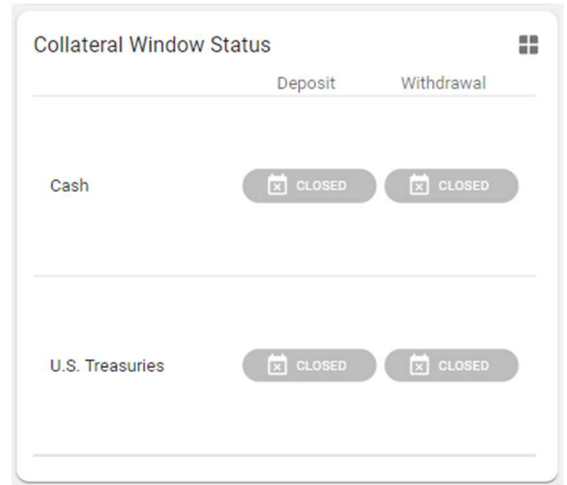 Collateral Window Status
Deposit Withdrawal
Cash CLOSED CLOSED
U.S. Treasuries CLOSED CLOSED